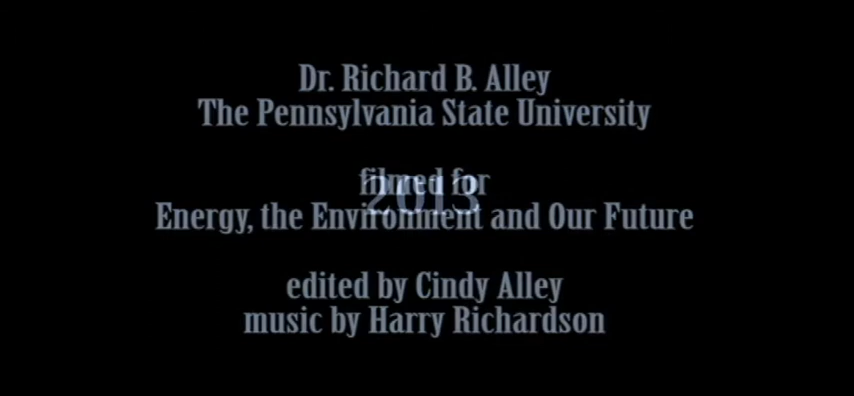 Dr. Richard B. Alley
The Pennsylvania State University
filmed for
2013
Energy, the Environment and Our Future
edited by Cindy Alley
music by Harry Richardson